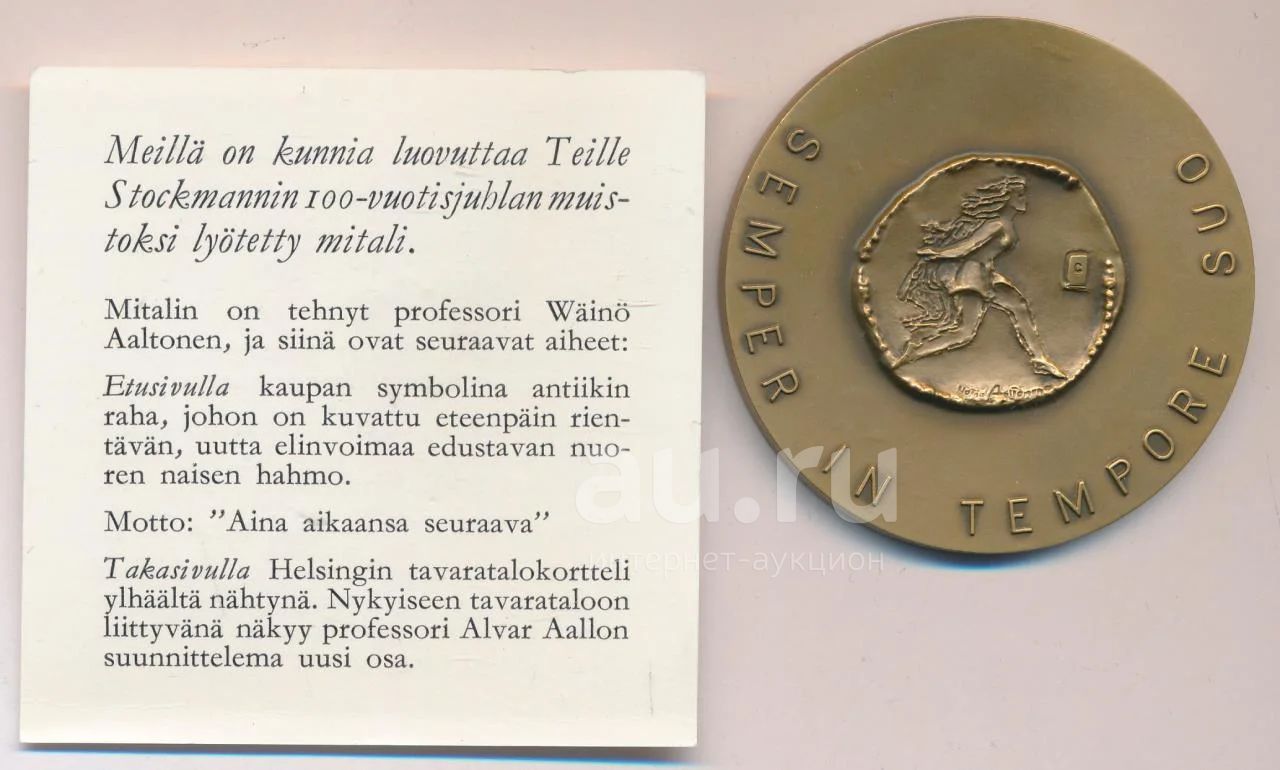 Meillä on kunnia luovuttaa Teille
Stockmannin 100-vuotisjuhlan muis-
toksi lyötetty mitali.
Mitalin on tehnyt professori Wäinö
Aaltonen, ja siinä ovat seuraavat aiheet:
Etusivulla kaupan symbolina antiikin
raha, johon on kuvattu eteenpäin rien-
tävän, uutta elinvoimaa edustavan nuo-
ren naisen hahmo.
Motto: ”Aina aikaansa seuraava”
Takasivulla Helsingin tavaratalokortteli
ylhäältä nähtynä. Nykyiseen tavarataloon
liittyvänä näkyy professori Alvar Aallon
suunnittelema uusi osa.
SEMPER IN TEMPORE SUO
C
au.ru
интернет-аукцион